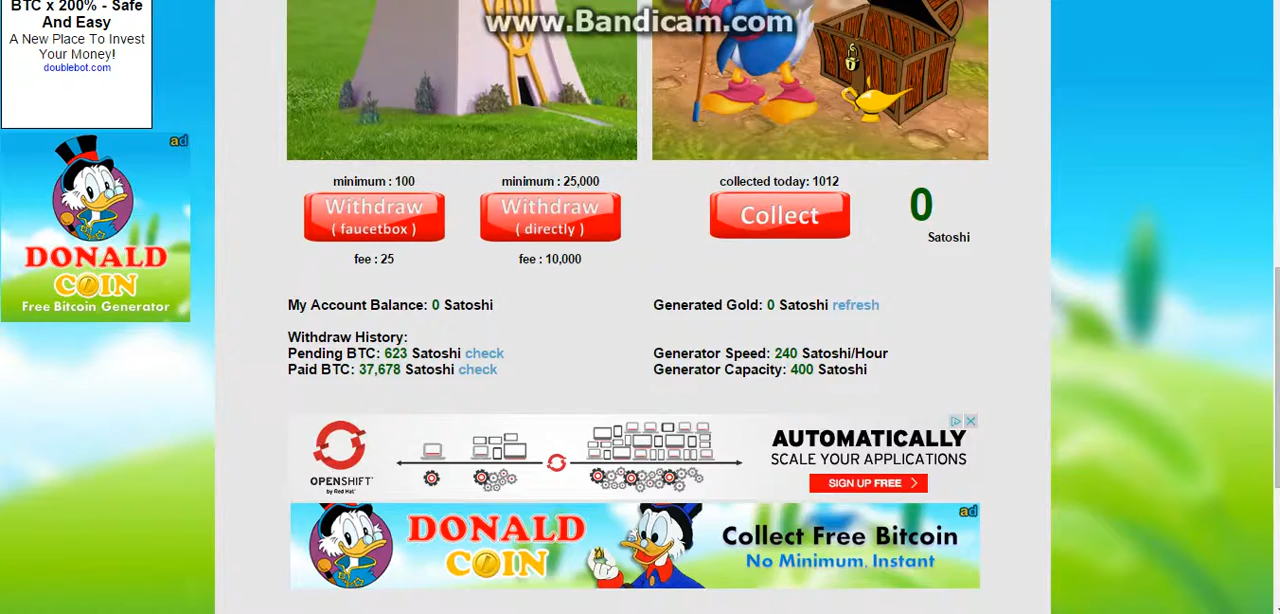 BTC x 200% - Safe
And Easy
A New Place To Invest
Your Money!
doublebot.com
www.Bandicam.com
ad
DONALD
COIN
Free Bitcoin Generator
minimum : 100
Withdraw
( faucetbox )
fee : 25
minimum : 25,000
Withdraw
( directly )
fee : 10,000
collected today: 1012
Collect
0
Satoshi
My Account Balance: 0 Satoshi
Withdraw History:
Pending BTC: 623 Satoshi check
Paid BTC: 37,678 Satoshi check
Generated Gold: 0 Satoshi refresh
Generator Speed: 240 Satoshi/Hour
Generator Capacity: 400 Satoshi
OPENSHIFT
by Red Hat
AUTOMATICALLY
SCALE YOUR APPLICATIONS
SIGN UP FREE
DONALD
COIN
ad
Collect Free Bitcoin
No Minimum, Instant